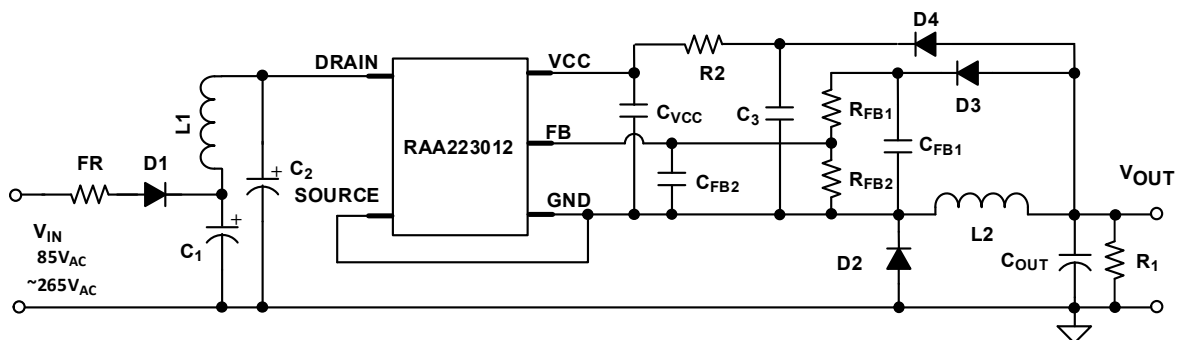 D4
DRAIN
VCC
R2
D3
L1
CVCC
C3
RFB1
FR
D1
RAA223012
FB
CFB1
C2
+
SOURCE
CFB2
RFB2
VOUT
+
GND
VIN
85VAC
~265VAC
C1
D2
L2
COUT
R1